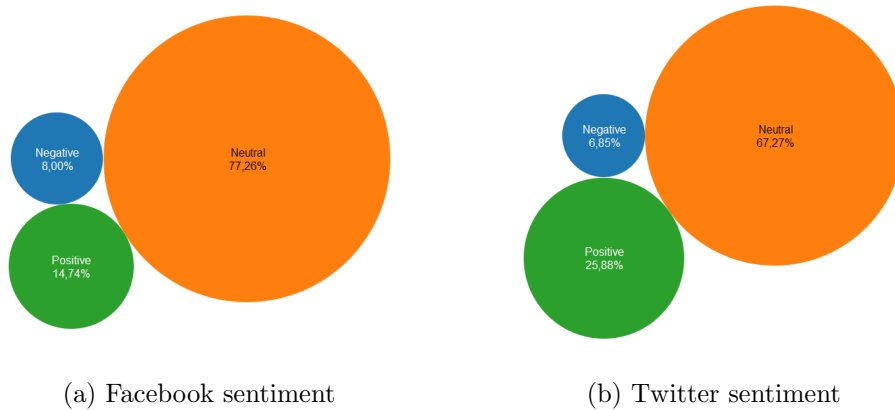 Negative
8,00%
Neutral
77,26%
Positive
14,74%
(a) Facebook sentiment
Negative
6,85%
Neutral
67,27%
Positive
25,88%
(b) Twitter sentiment